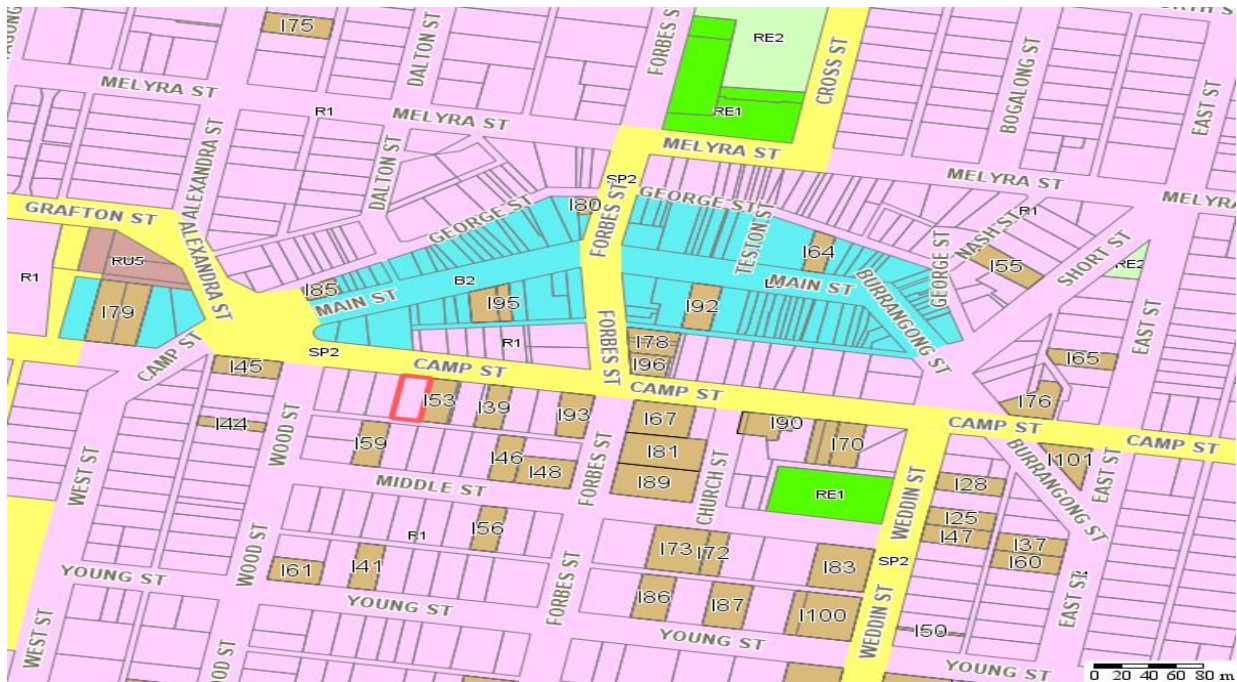 I75
DALTON ST
FORBES ST
RE2
CROSS ST
BOGALONG ST
EAST ST
MELYRA ST
R1
MELYRA ST
RE1
MELYRA ST
MELYRA ST
MELYRA
ALEXANDRA ST
DALTON ST
SP2
GRAFTON ST
GEORGE ST
I80
FORBES ST
GEORGE ST
TESTON ST
I64
R1
NASH ST
I55
SHORT ST
RE2
RU5
ALEXANDRA ST
R1
I85
MAIN ST
B2
I95
I92
MAIN ST
BURRANGONG ST
GEORGE ST
EAST ST
I79
CAMP ST
SP2
R1
FORBES ST
I78
I96
I45
CAMP ST
CAMP ST
I65
I76
I53
I39
I93
I67
I90
I70
CAMP ST
CAMP ST
I44
WOOD ST
I59
I46
I48
I81
I89
CHURCH ST
I101
WEST ST
MIDDLE ST
FORBES ST
RE1
WEDDIN ST
I28
BURRANGONG ST
EAST ST
I56
R1
I25
I47
I37
I60
I73
I72
I83
SP2
YOUNG ST
WOOD ST
I61
I41
I86
I87
I100
EAST ST
YOUNG ST
FORBES ST
YOUNG ST
WEDDIN ST
I50
YOUNG ST
WEST ST
WOOD ST
0 20 40 60 80 m